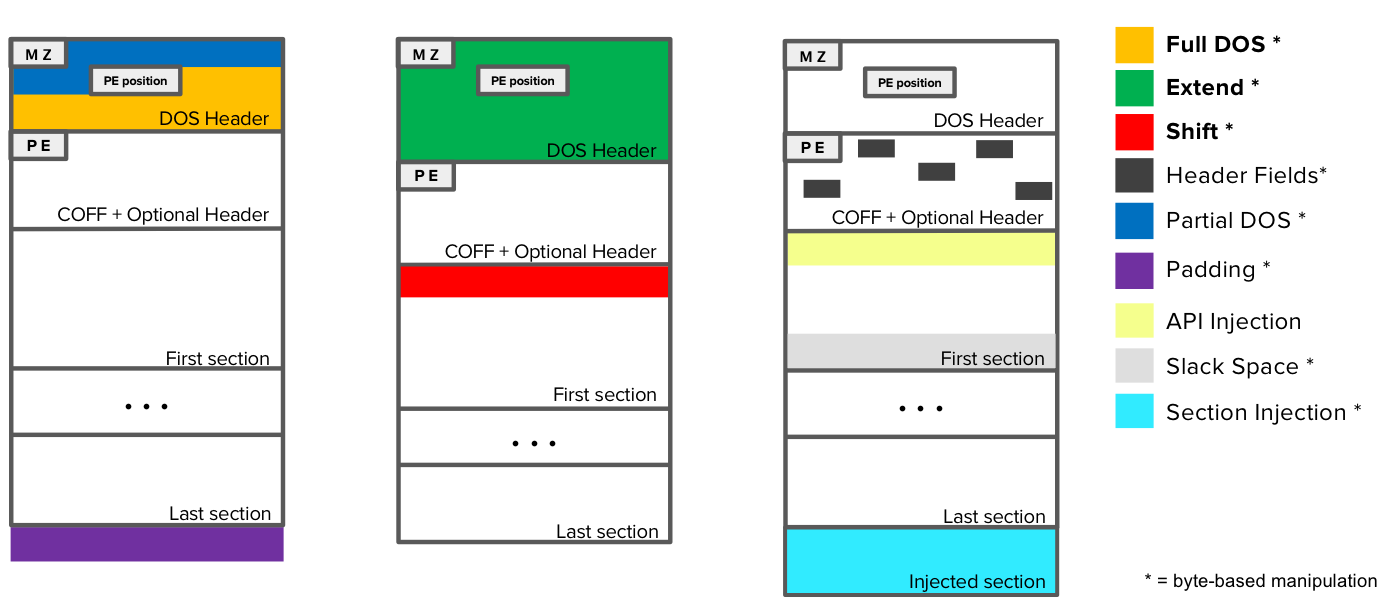 M Z
PE position
DOS Header
P E
COFF + Optional Header
First section
• • •
Last section
M Z
PE position
DOS Header
P E
COFF + Optional Header
First section
• • •
Last section
M Z
PE position
DOS Header
P E
COFF + Optional Header
First section
• • •
Last section
Injected section
Full DOS *
Extend *
Shift *
Header Fields*
Partial DOS *
Padding *
API Injection
Slack Space *
Section Injection *
* = byte-based manipulation